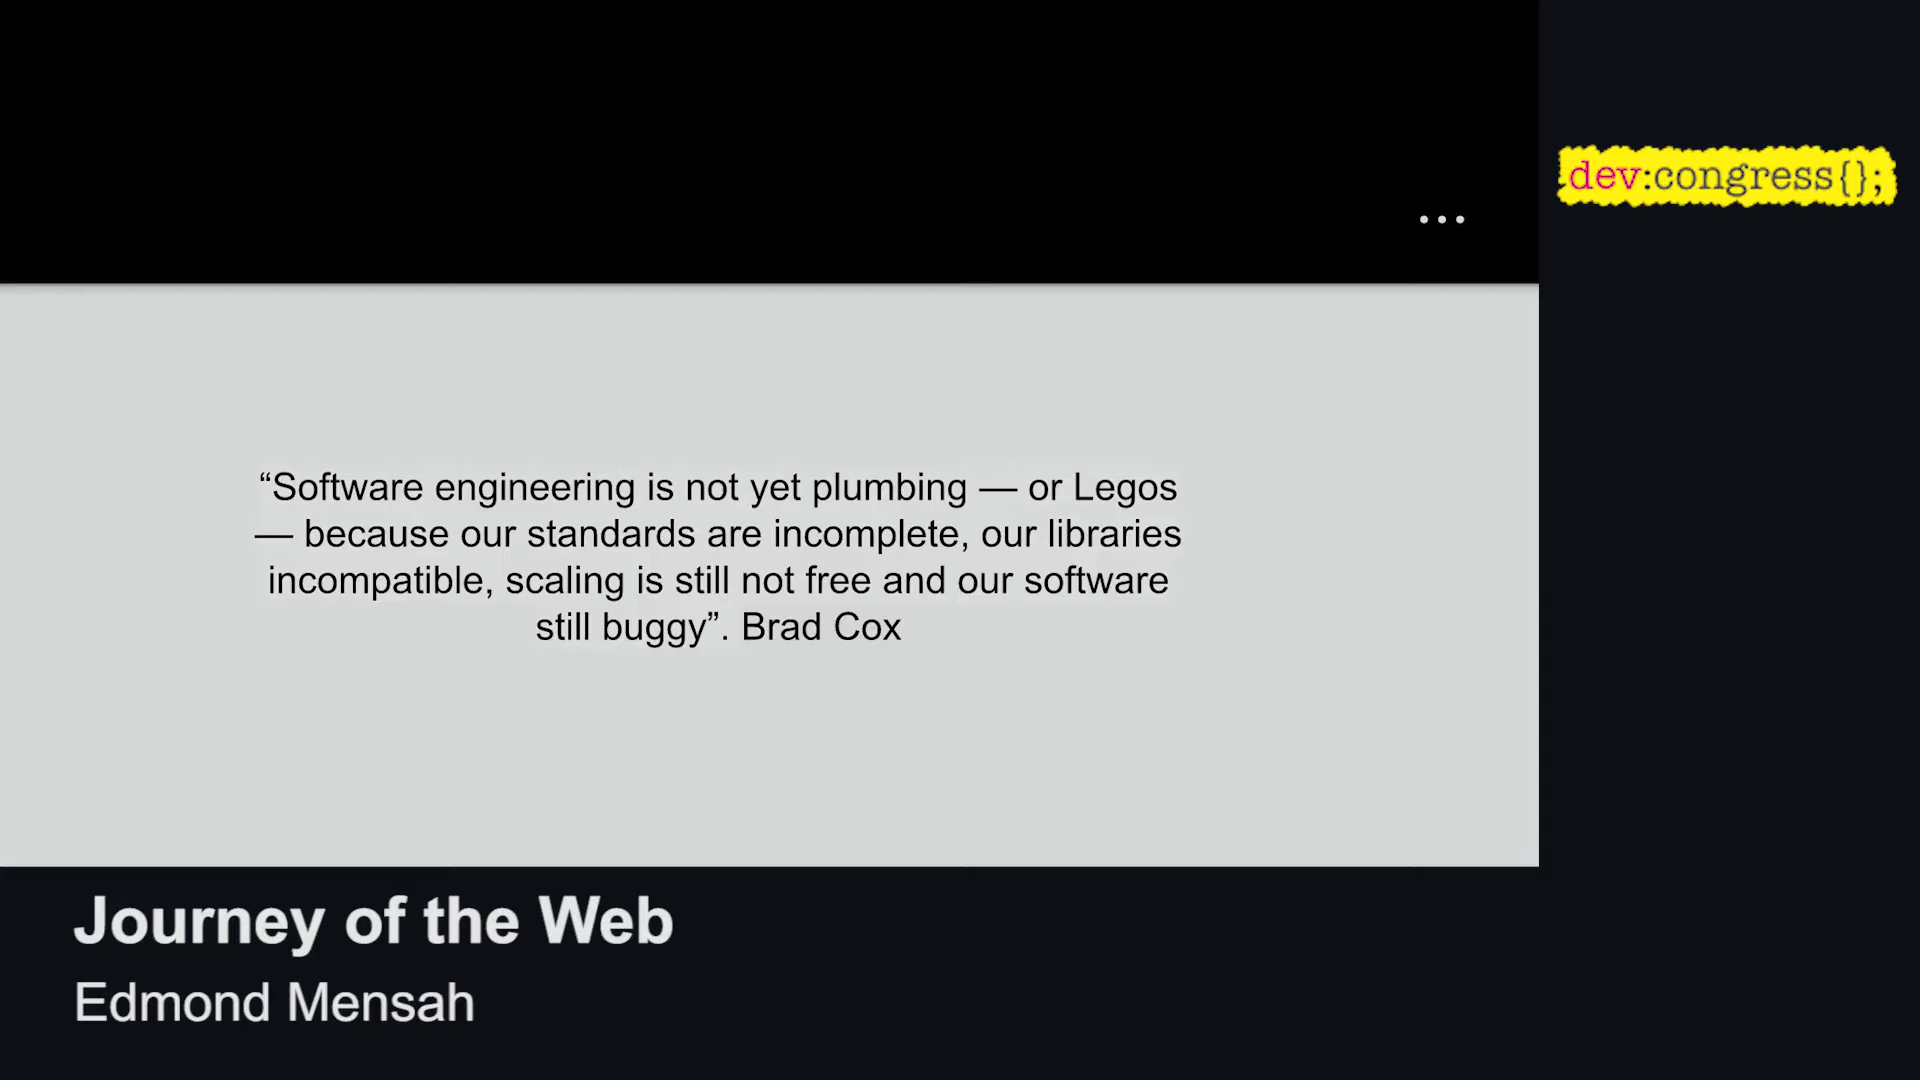 ...
dev:congress{};
“Software engineering is not yet plumbing — or Legos
— because our standards are incomplete, our libraries
incompatible, scaling is still not free and our software
still buggy”. Brad Cox
Journey of the Web
Edmond Mensah